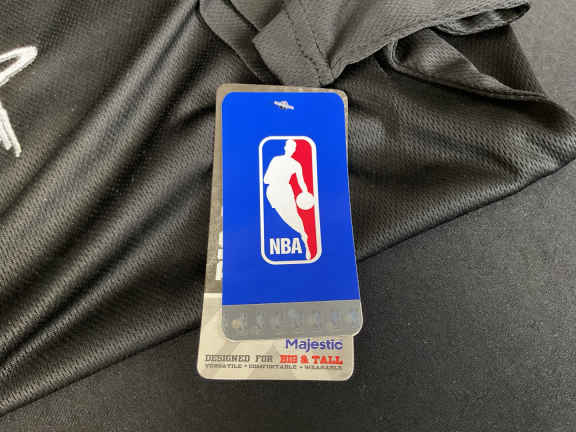 NBA
Majestic
DESIGNED FOR BIG & TALL
VERSATILE • COMFORTABLE • WEARABLE